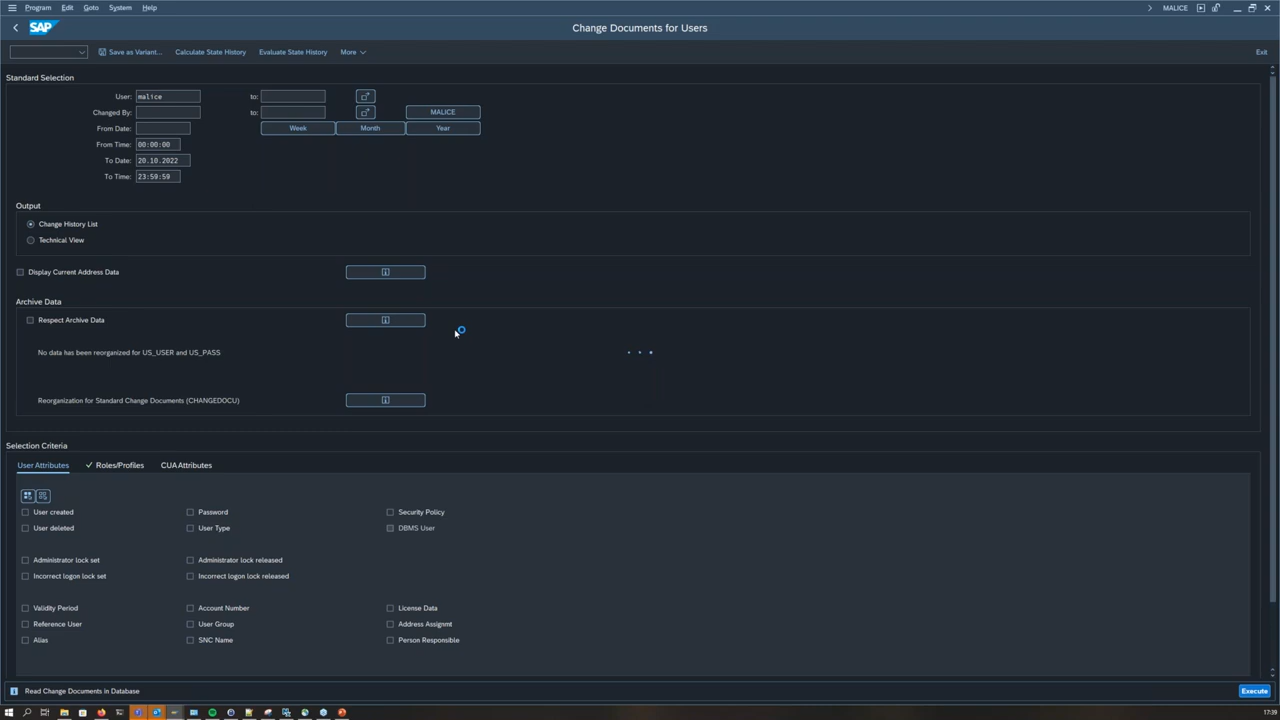 Program Edit Goto System Help MALICE
SAP Change Documents for Users
Save as Variant... Calculate State History Evaluate State History More Exit
Standard Selection
User: malice to:
Changed By: to: MALICE
From Date: Week Month Year
From Time: 00:00:00
To Date: 20.10.2022
To Time: 23:59:59
Output
Change History List
Technical View
Display Current Address Data
Archive Data
Respect Archive Data
No data has been reorganized for US_USER and US_PASS
Reorganization for Standard Change Documents (CHANGEDOCU)
Selection Criteria
User Attributes Roles/Profiles CUA Attributes
User created Password Security Policy
User deleted User Type DBMS User
Administrator lock set Administrator lock released
Incorrect logon lock set Incorrect logon lock released
Validity Period Account Number License Data
Reference User User Group Address Assignmt
Alias SNC Name Person Responsible
Read Change Documents in Database Execute
17:39